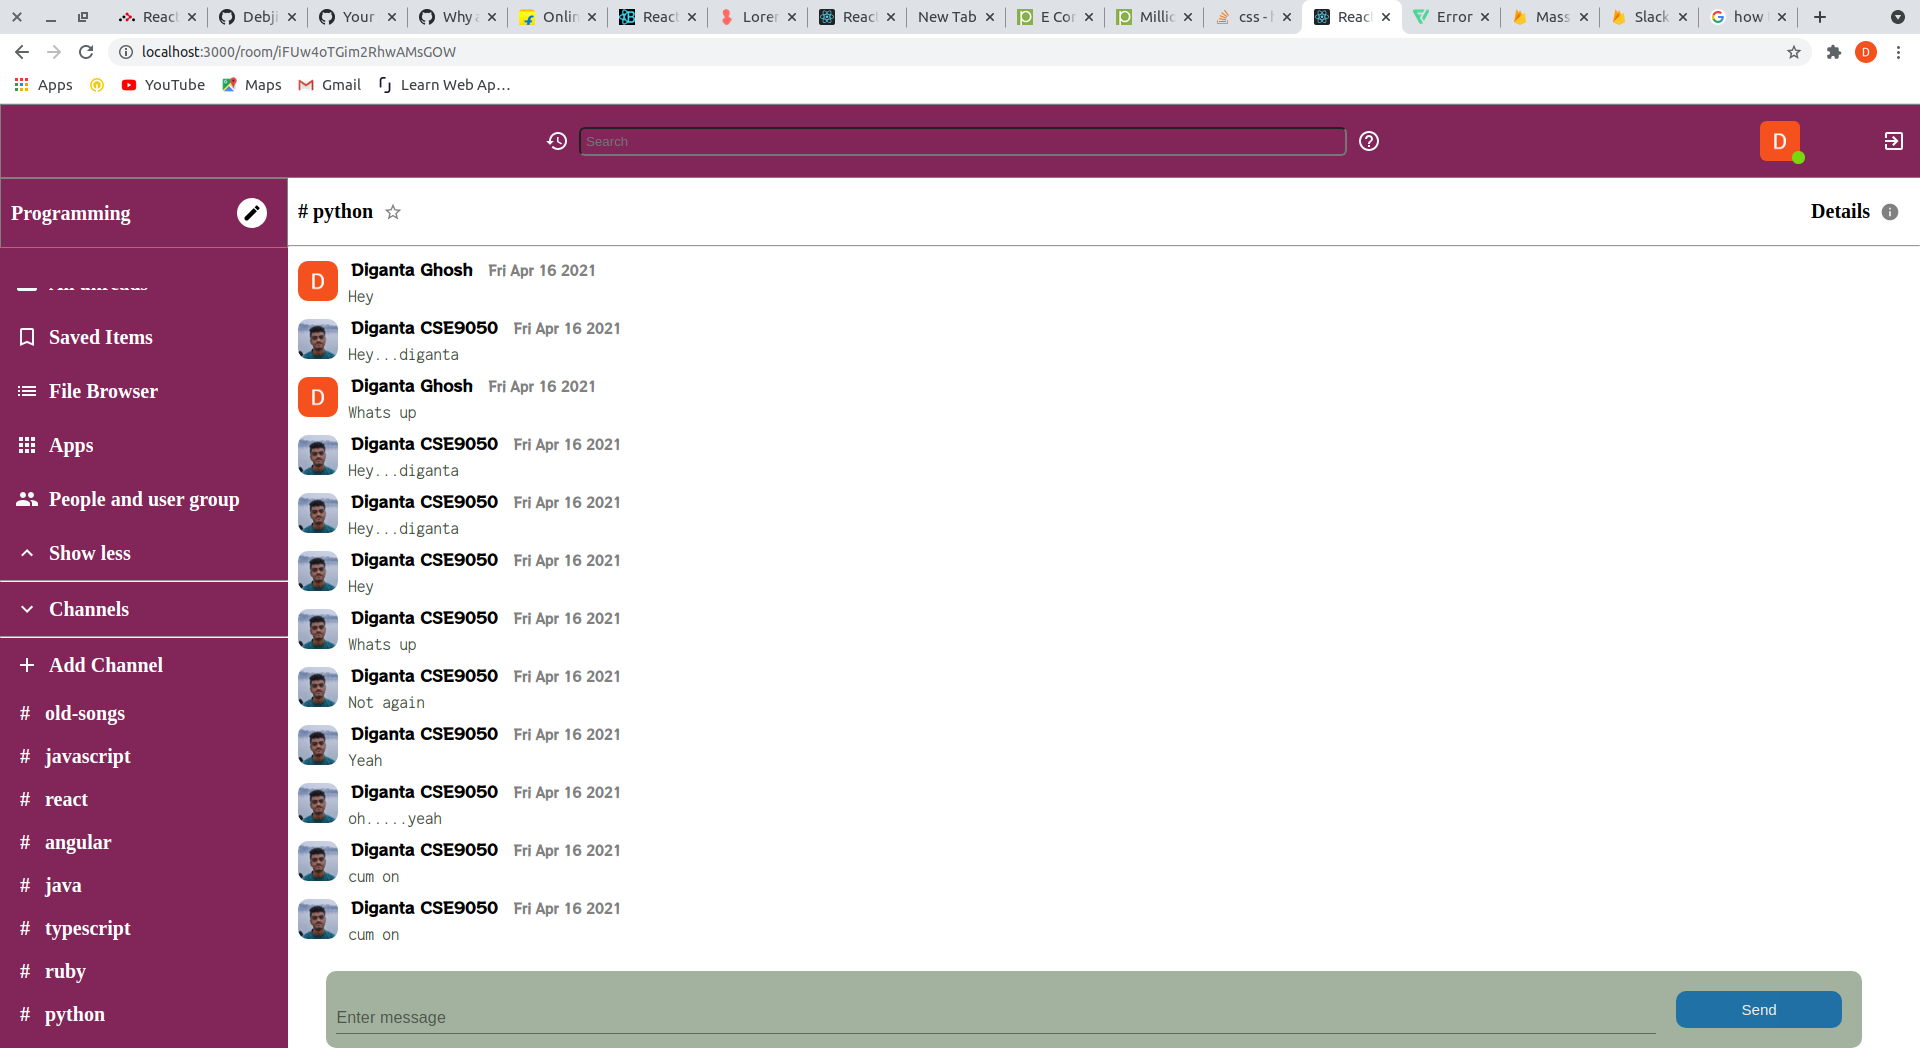 React
Debji
Your
Why a
Onlin
React
Loren
React
New Tab
E Con
Millic
css - h
React
Error
Mass
Slack
how t
localhost:3000/room/iFUw4oTGim2RhwAMsGOW
D
Apps
YouTube
Maps
Gmail
Learn Web Ap...
Search
D
Programming
# python
Details
All threads
Saved Items
File Browser
Apps
People and user group
Show less
Channels
Add Channel
# old-songs
# javascript
# react
# angular
# java
# typescript
# ruby
# python
D
Diganta Ghosh Fri Apr 16 2021
Hey
Diganta CSE9050 Fri Apr 16 2021
Hey...diganta
D
Diganta Ghosh Fri Apr 16 2021
Whats up
Diganta CSE9050 Fri Apr 16 2021
Hey...diganta
Diganta CSE9050 Fri Apr 16 2021
Hey...diganta
Diganta CSE9050 Fri Apr 16 2021
Hey
Diganta CSE9050 Fri Apr 16 2021
Whats up
Diganta CSE9050 Fri Apr 16 2021
Not again
Diganta CSE9050 Fri Apr 16 2021
Yeah
Diganta CSE9050 Fri Apr 16 2021
oh.....yeah
Diganta CSE9050 Fri Apr 16 2021
cum on
Diganta CSE9050 Fri Apr 16 2021
cum on
Enter message
Send